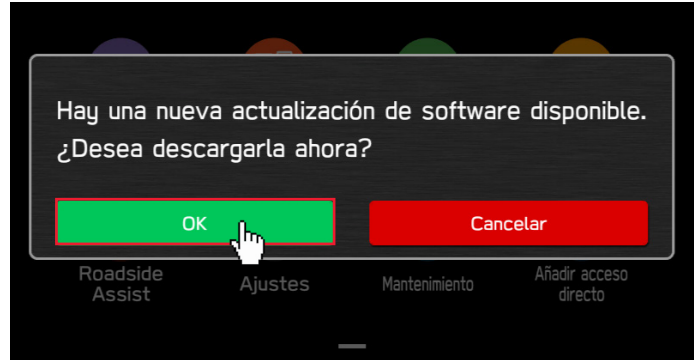 Hay una nueva actualización de software disponible.
¿Desea descargarla ahora?
OK
Cancelar
Roadside
Assist
Ajustes
Mantenimiento
Añadir acceso
directo